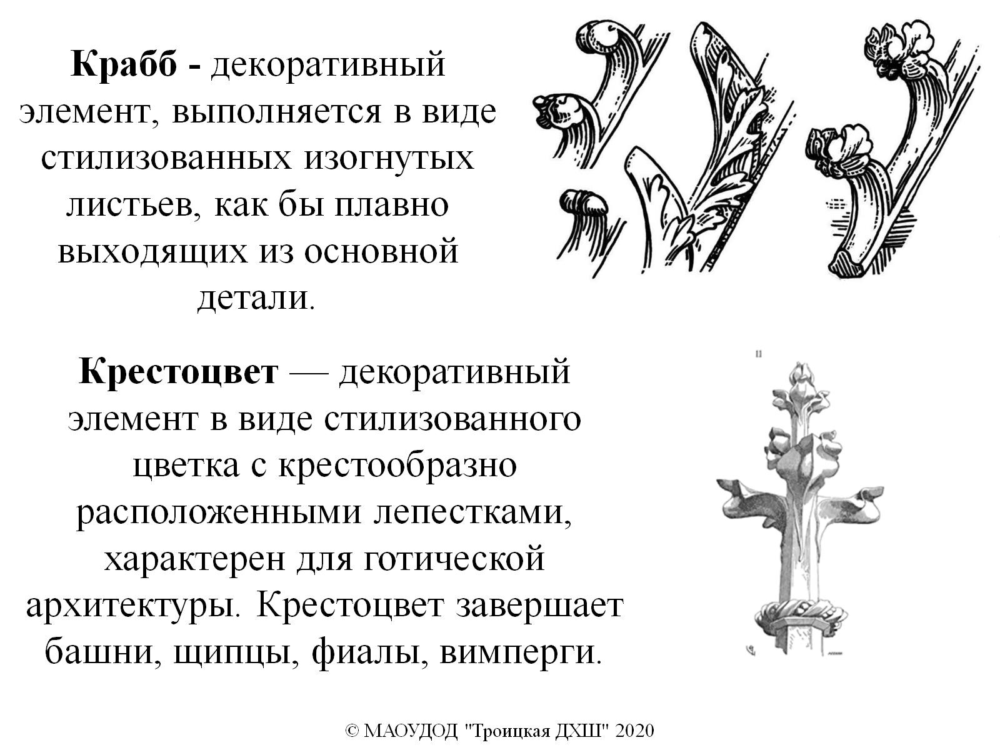 Крабб - декоративный
элемент, выполняется в виде
стилизованных изогнутых
листьев, как бы плавно
выходящих из основной
детали.
Крестоцвет — декоративный
элемент в виде стилизованного
цветка с крестообразно
расположенными лепестками,
характерен для готической
архитектуры. Крестоцвет завершает
башни, щипцы, фиалы, вимперги.
11
© МАОУДОД "Троицкая ДХШ" 2020